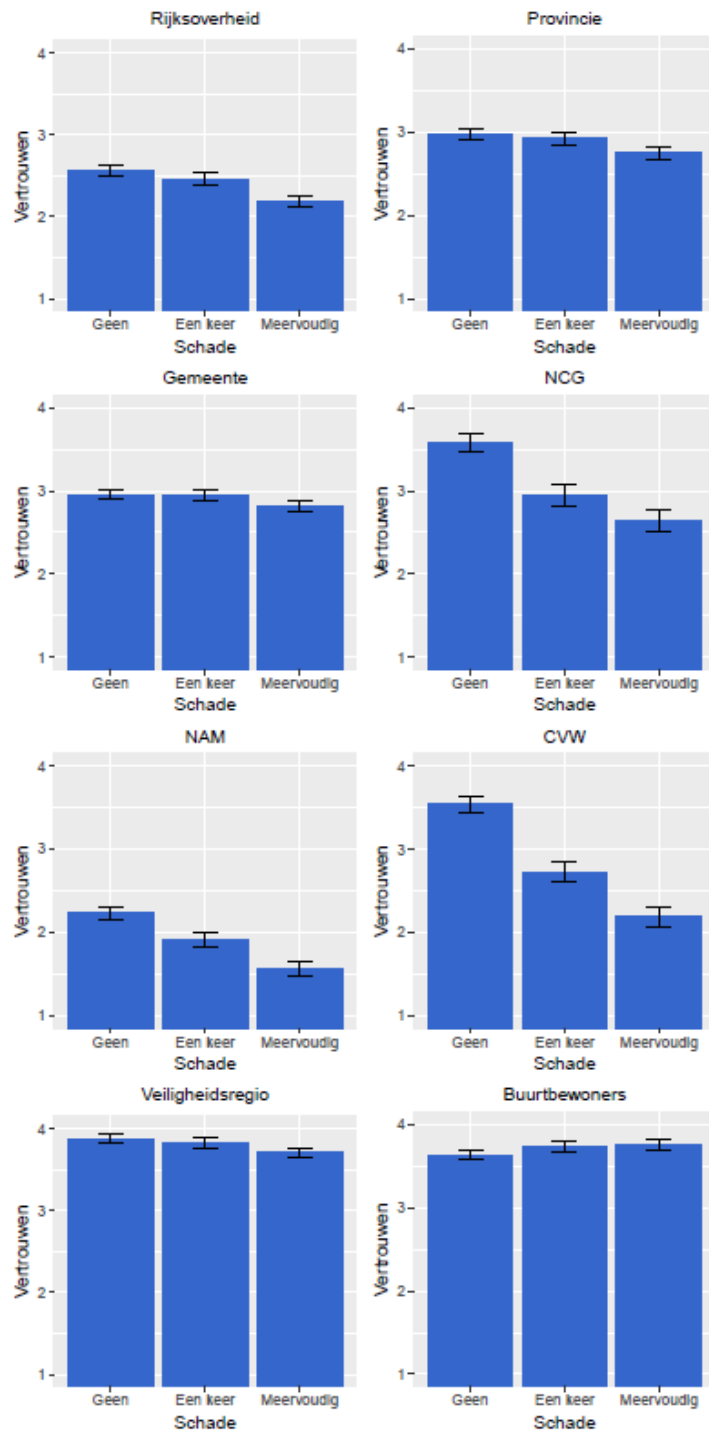 Rijksoverheid
4
3
2
1
Vertrouwen
Geen Een keer Meervoudig
Schade
Provincie
4
3
2
1
Vertrouwen
Geen Een keer Meervoudig
Schade
Gemeente
4
3
2
1
Vertrouwen
Geen Een keer Meervoudig
Schade
NCG
4
3
2
1
Vertrouwen
Geen Een keer Meervoudig
Schade
NAM
4
3
2
1
Vertrouwen
Geen Een keer Meervoudig
Schade
CVW
4
3
2
1
Vertrouwen
Geen Een keer Meervoudig
Schade
Veiligheidsregio
4
3
2
1
Vertrouwen
Geen Een keer Meervoudig
Schade
Buurtbewoners
4
3
2
1
Vertrouwen
Geen Een keer Meervoudig
Schade